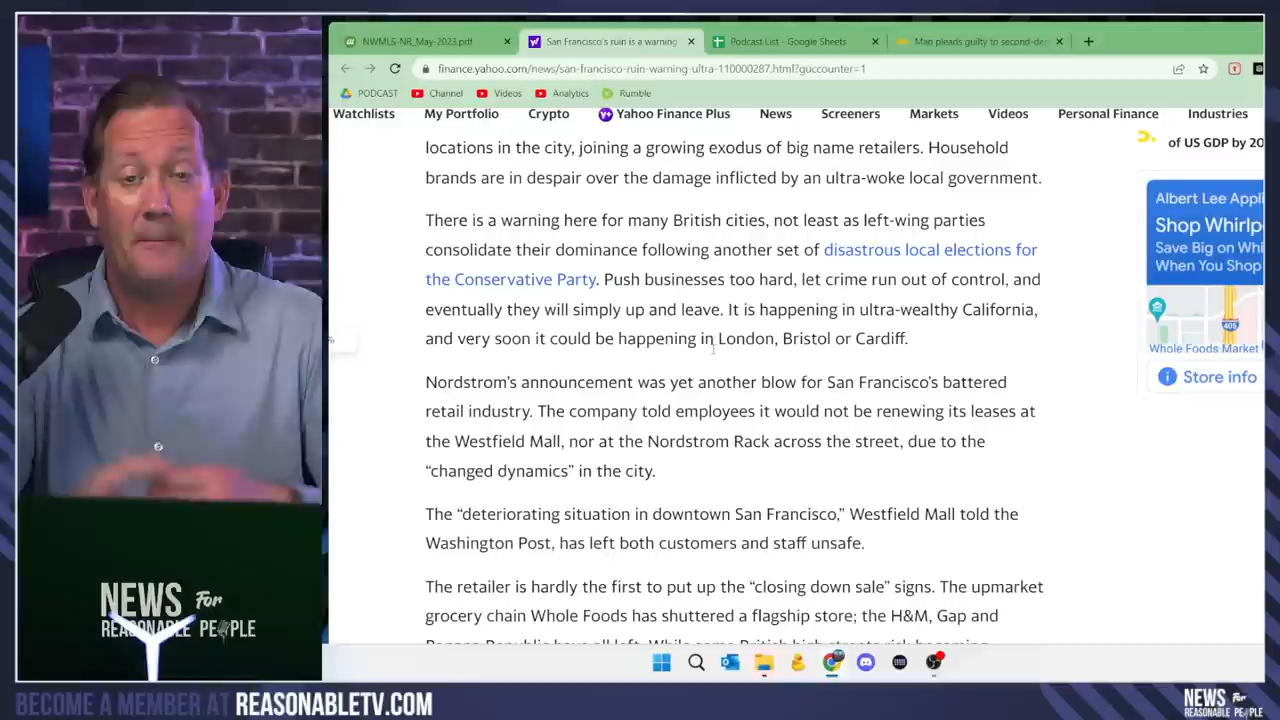 NWMLS-NR_May-2023.pdf
San Francisco's ruin is a warning
Podcast List - Google Sheets
Man pleads guilty to second-de
finance.yahoo.com/news/san-francisco-ruin-warning-ultra-110000287.html?guccounter=1
PODCAST
Channel
Videos
Analytics
Rumble
Watchlists
My Portfolio
Crypto
Yahoo Finance Plus
News
Screeners
Markets
Videos
Personal Finance
Industries
locations in the city, joining a growing exodus of big name retailers. Household
brands are in despair over the damage inflicted by an ultra-woke local government.
There is a warning here for many British cities, not least as left-wing parties
consolidate their dominance following another set of disastrous local elections for
the Conservative Party. Push businesses too hard, let crime run out of control, and
eventually they will simply up and leave. It is happening in ultra-wealthy California,
and very soon it could be happening in London, Bristol or Cardiff.
Nordstrom's announcement was yet another blow for San Francisco's battered
retail industry. The company told employees it would not be renewing its leases at
the Westfield Mall, nor at the Nordstrom Rack across the street, due to the
“changed dynamics” in the city.
The “deteriorating situation in downtown San Francisco,” Westfield Mall told the
Washington Post, has left both customers and staff unsafe.
The retailer is hardly the first to put up the “closing down sale” signs. The upmarket
grocery chain Whole Foods has shuttered a flagship store; the H&M, Gap and
of US GDP by 20
Albert Lee Appl
Shop Whirlp
Save Big on Whi
When You Shop
405
Whole Foods Market
Store info
NEWS For
REASONABLE PEOPLE
BECOME A MEMBER AT REASONABLETV.COM
NEWS For
REASONABLE PEOPLE